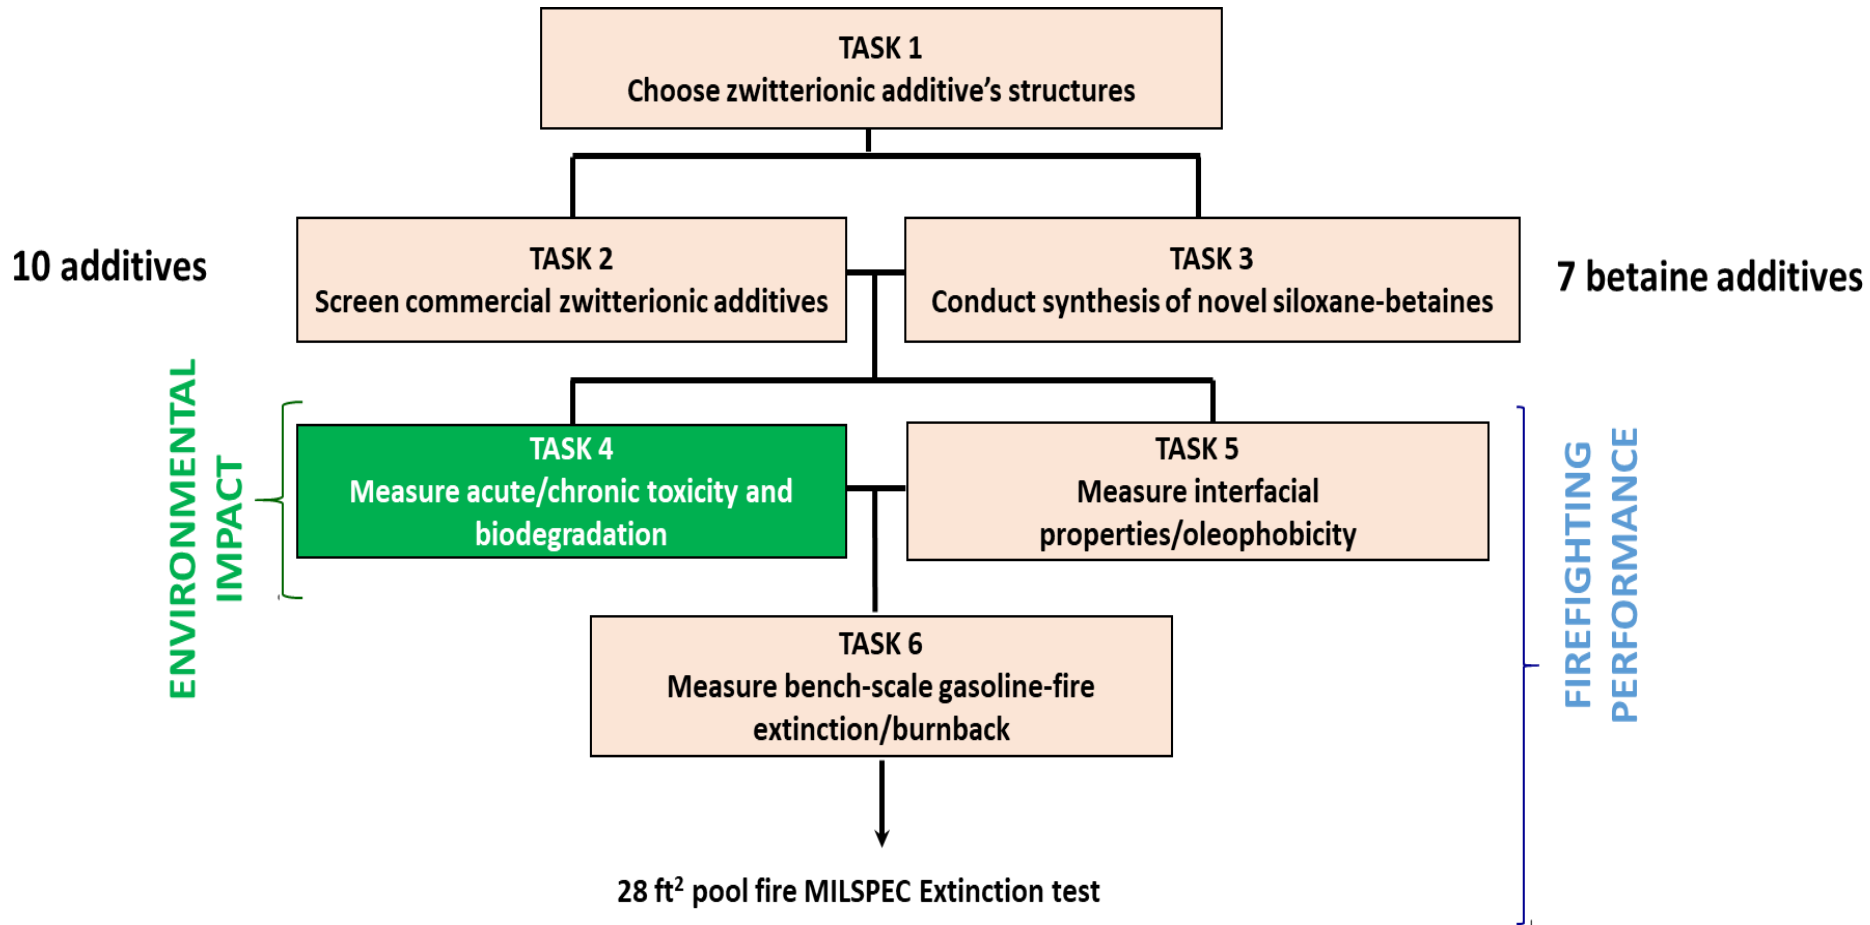 TASK 1
Choose zwitterionic additive's structures
10 additives
TASK 2
Screen commercial zwitterionic additives
TASK 3
Conduct synthesis of novel siloxane-betaines
7 betaine additives
ENVIRONMENTAL
IMPACT
TASK 4
Measure acute/chronic toxicity and
biodegradation
TASK 5
Measure interfacial
properties/oleophobicity
FIREFIGHTING
PERFORMANCE
TASK 6
Measure bench-scale gasoline-fire
extinction/burnback
28 ft² pool fire MILSPEC Extinction test